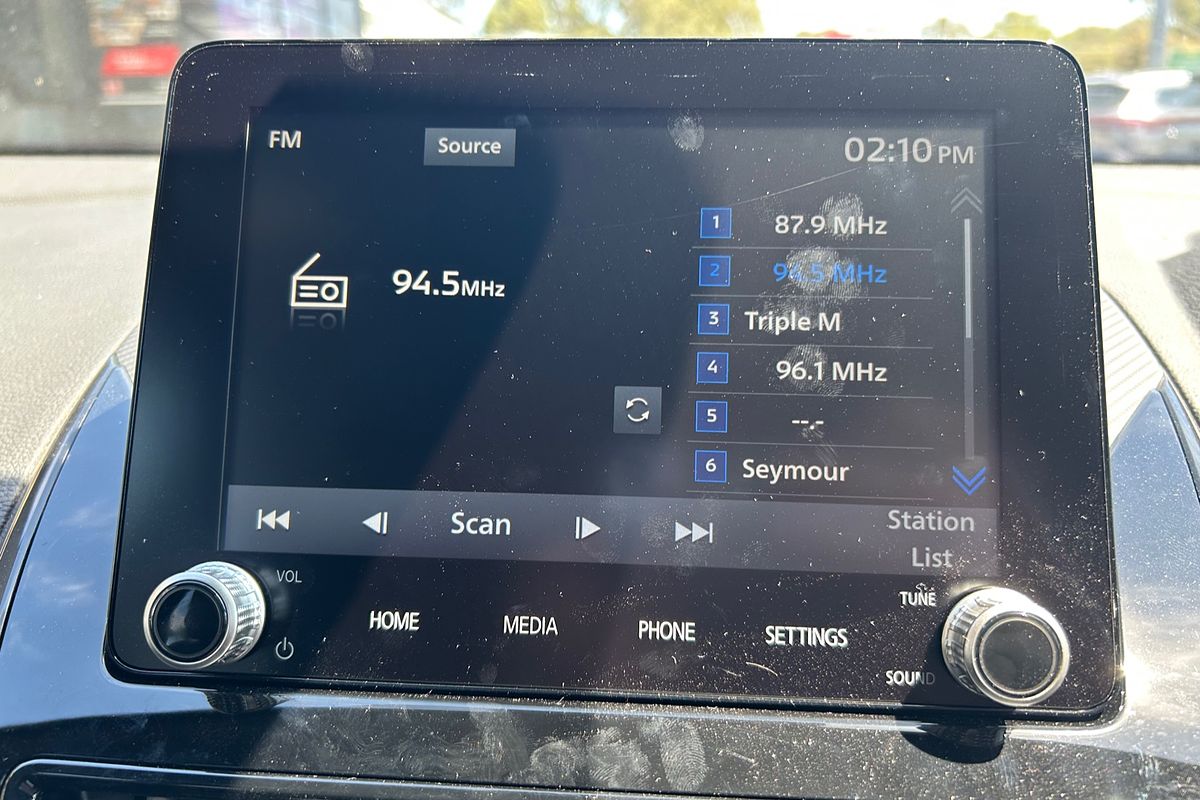 FM
Source
02:10 PM
94.5MHz
1 87.9 MHz
2 94.5 MHz
3 Triple M
4 96.1 MHz
5 --.-
6 Seymour
Scan
Station
List
VOL
HOME
MEDIA
PHONE
SETTINGS
TUNE
SOUND